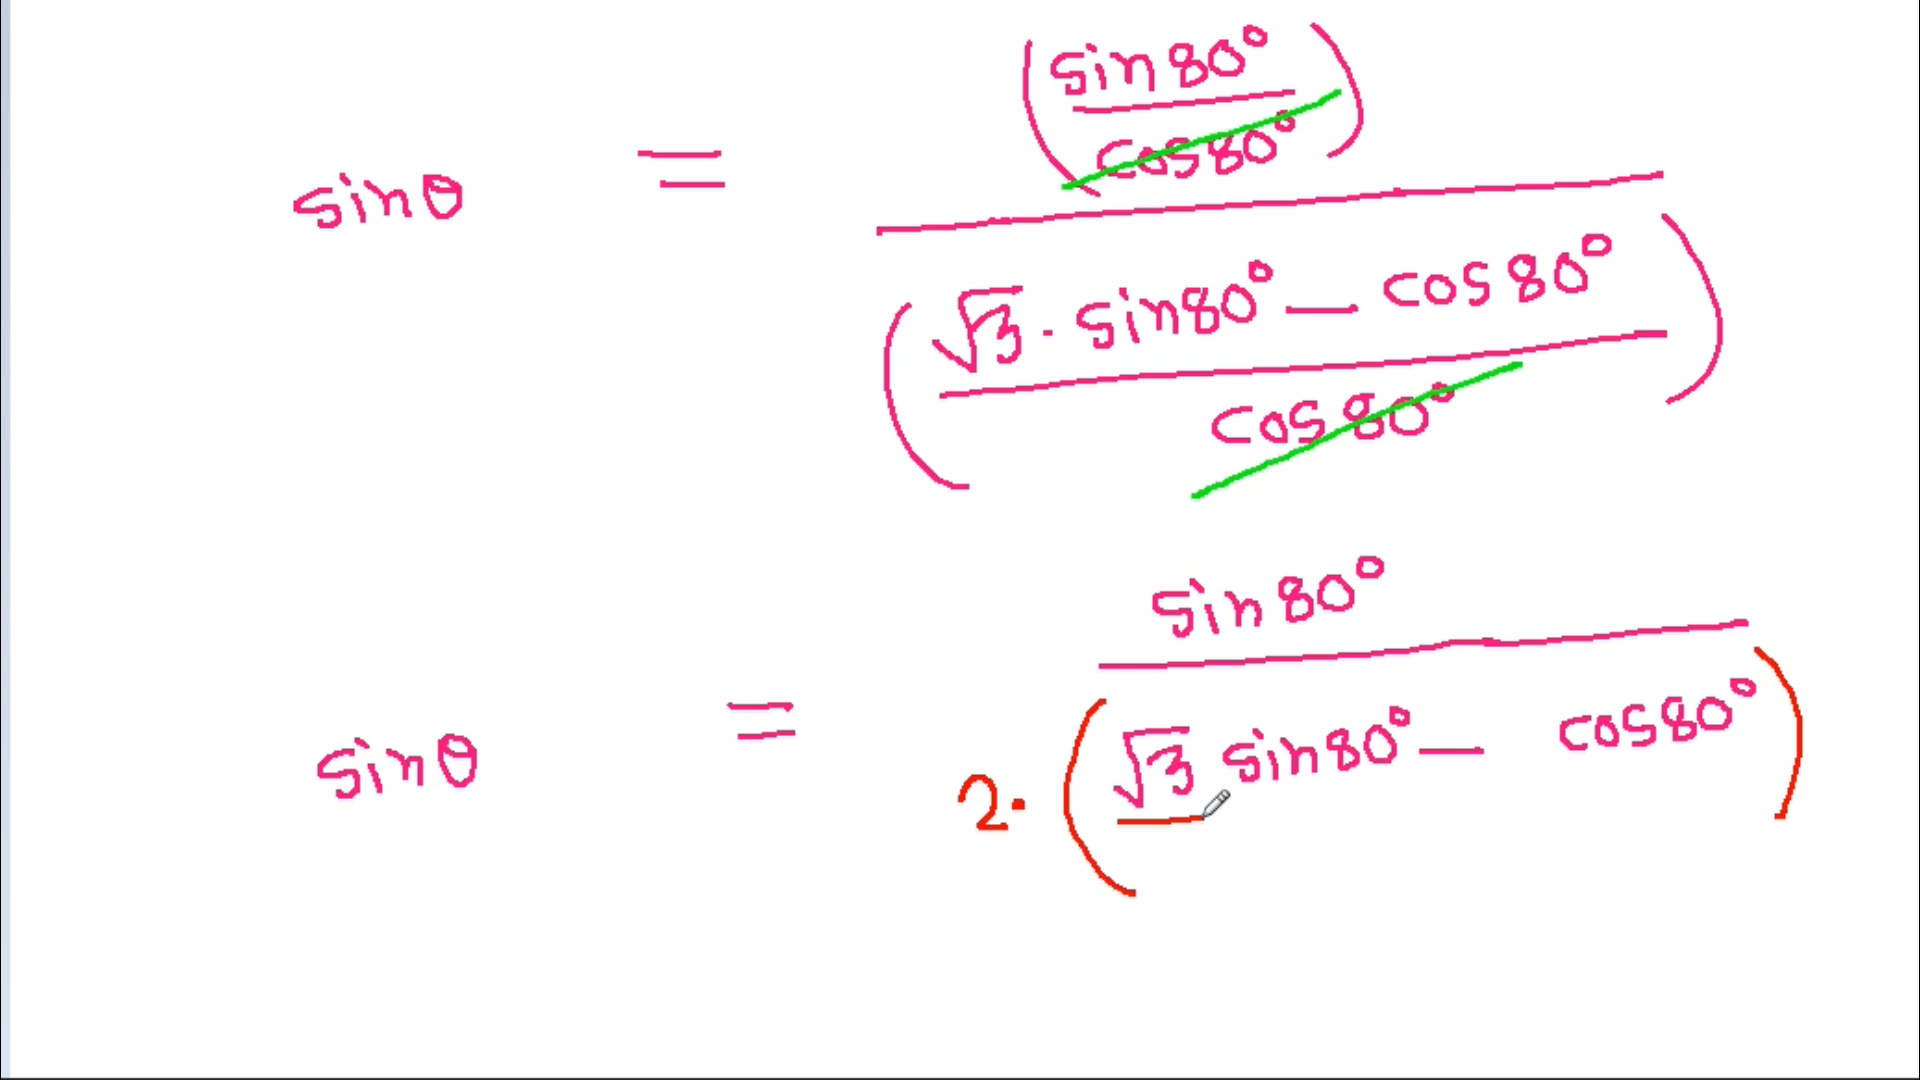 sinθ = (sin80° / cos80°) / ((√3 · sin80° — cos80°) / cos80°)
sinθ = sin80° / 2·(√3 sin80° — cos80°)